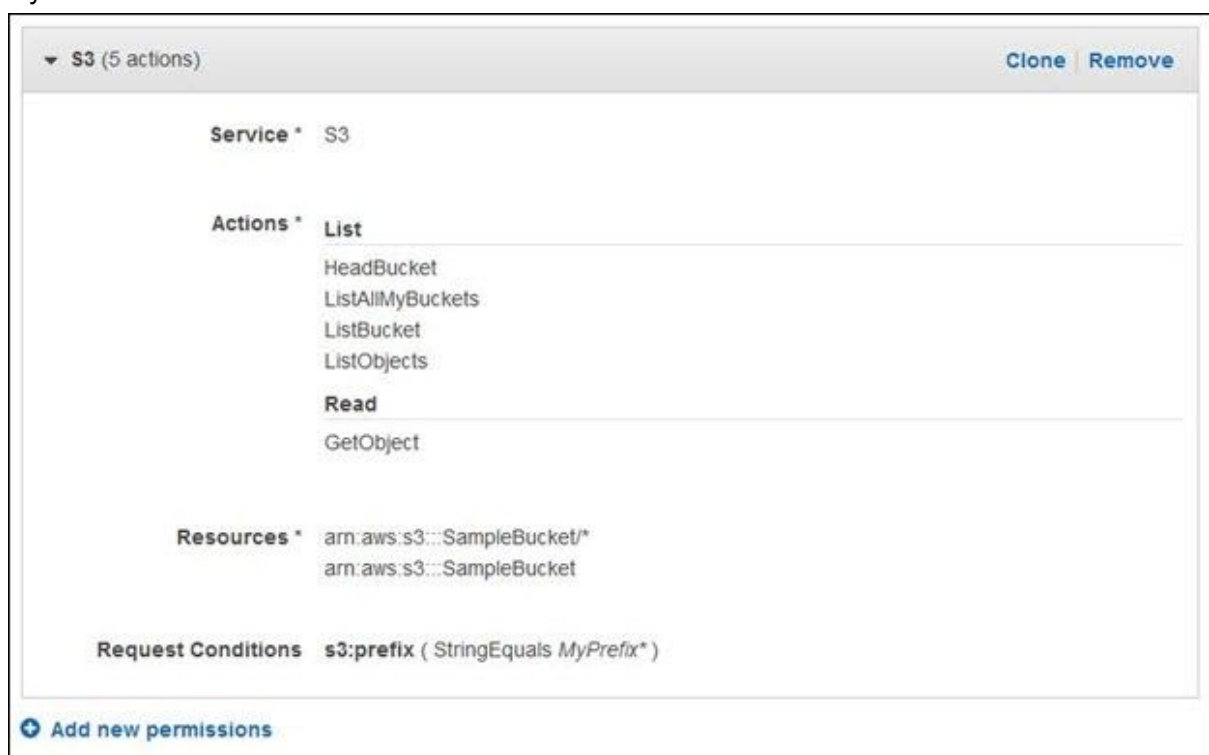 S3 (5 actions) Clone Remove
Service * S3
Actions * List
HeadBucket
ListAllMyBuckets
ListBucket
ListObjects
Read
GetObject
Resources * arn:aws:s3:::SampleBucket/*
arn:aws:s3:::SampleBucket
Request Conditions s3:prefix ( StringEquals MyPrefix* )
Add new permissions